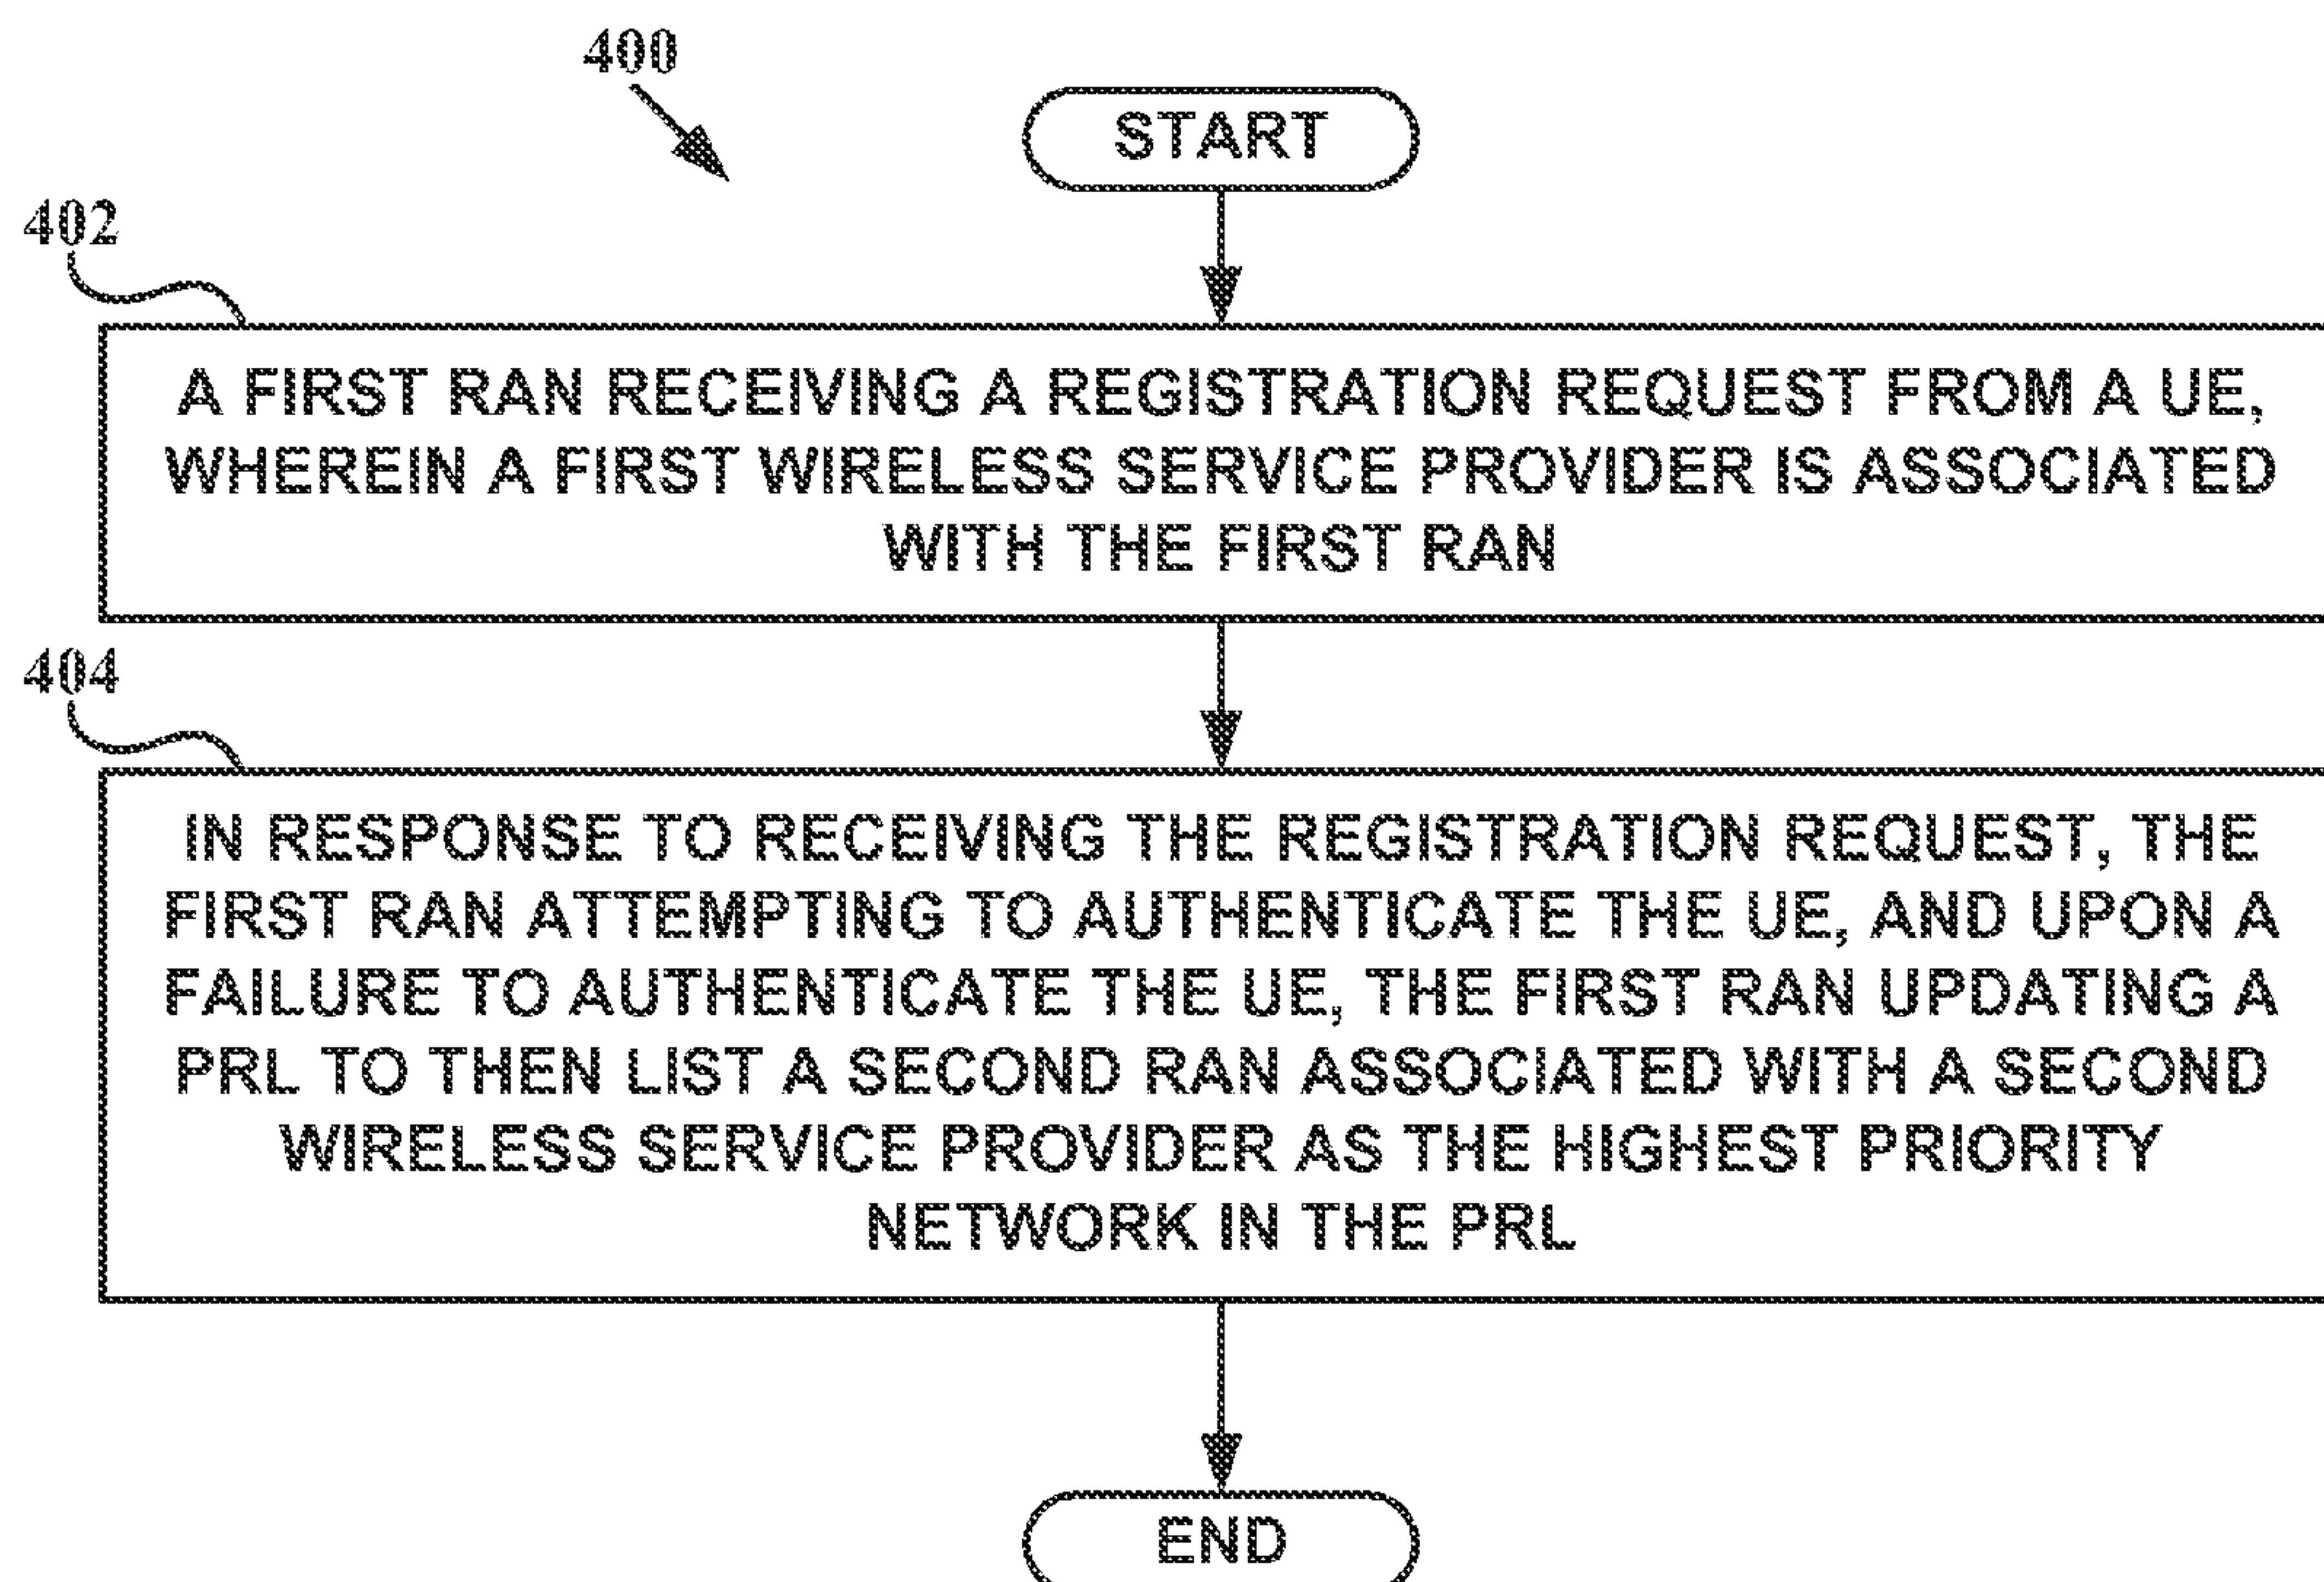 400
START
402
A FIRST RAN RECEIVING A REGISTRATION REQUEST FROM A UE,
WHEREIN A FIRST WIRELESS SERVICE PROVIDER IS ASSOCIATED
WITH THE FIRST RAN
404
IN RESPONSE TO RECEIVING THE REGISTRATION REQUEST, THE
FIRST RAN ATTEMPTING TO AUTHENTICATE THE UE, AND UPON A
FAILURE TO AUTHENTICATE THE UE, THE FIRST RAN UPDATING A
PRL TO THEN LIST A SECOND RAN ASSOCIATED WITH A SECOND
WIRELESS SERVICE PROVIDER AS THE HIGHEST PRIORITY
NETWORK IN THE PRL
END